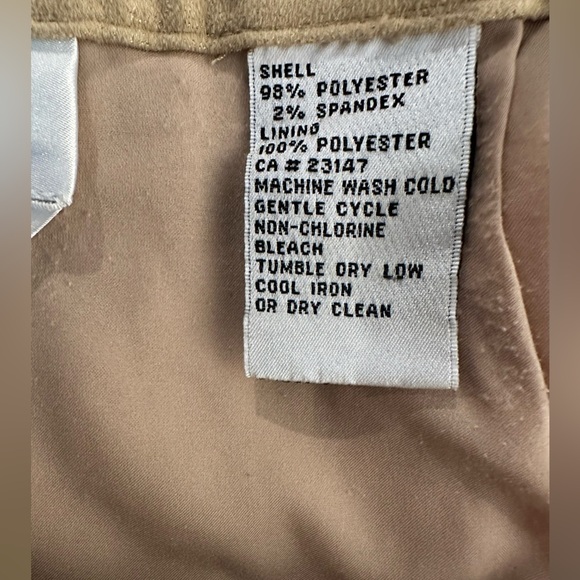 SHELL
98% POLYESTER
2% SPANDEX
LINING
100% POLYESTER
CA # 23147
MACHINE WASH COLD
GENTLE CYCLE
NON-CHLORINE
BLEACH
TUMBLE DRY LOW
COOL IRON
OR DRY CLEAN